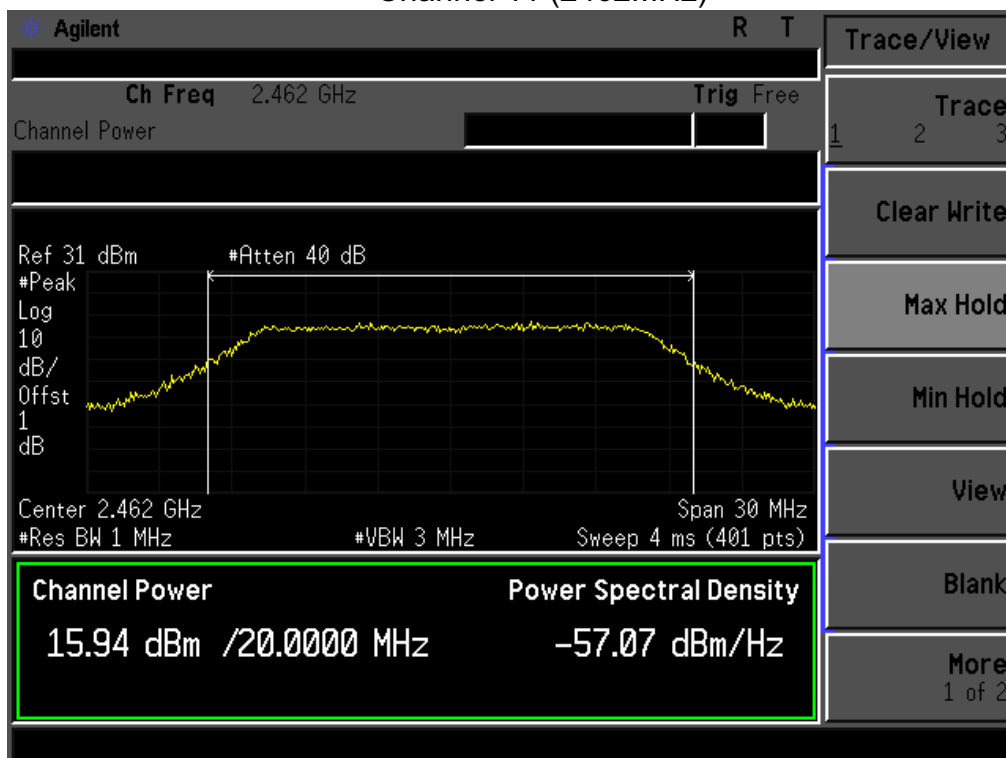 Agilent R T Trace/View
Ch Freq 2.462 GHz Trig Free
Channel Power
Trace
1 2 3
Clear Write
Ref 31 dBm #Atten 40 dB
#Peak
Log
10
dB/
Offst
1
dB
Max Hold
Min Hold
View
Center 2.462 GHz Span 30 MHz
#Res BW 1 MHz #VBW 3 MHz Sweep 4 ms (401 pts)
Channel Power Power Spectral Density
15.94 dBm /20.0000 MHz -57.07 dBm/Hz
Blank
More
1 of 2